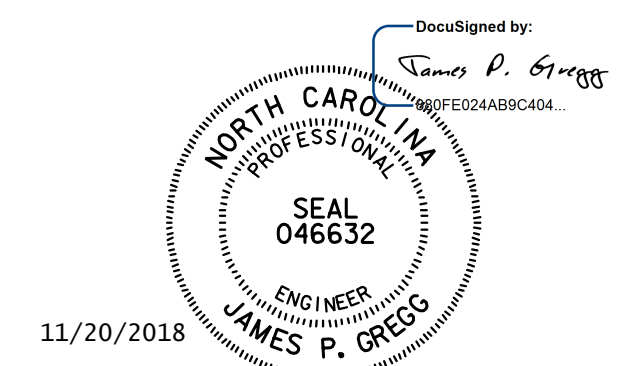 DocuSigned by:
James P. Gregg
980FE024AB9C404...
NORTH CAROLINA
PROFESSIONAL
SEAL
046632
ENGINEER
JAMES P. GREGG
11/20/2018